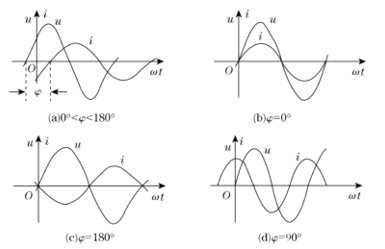 u i u i
O φ ωt
(a)0°<φ<180°
u i u i
O ωt
(b)φ=0°
u i u i
O ωt
(c)φ=180°
u i u i
O ωt
(d)φ=90°